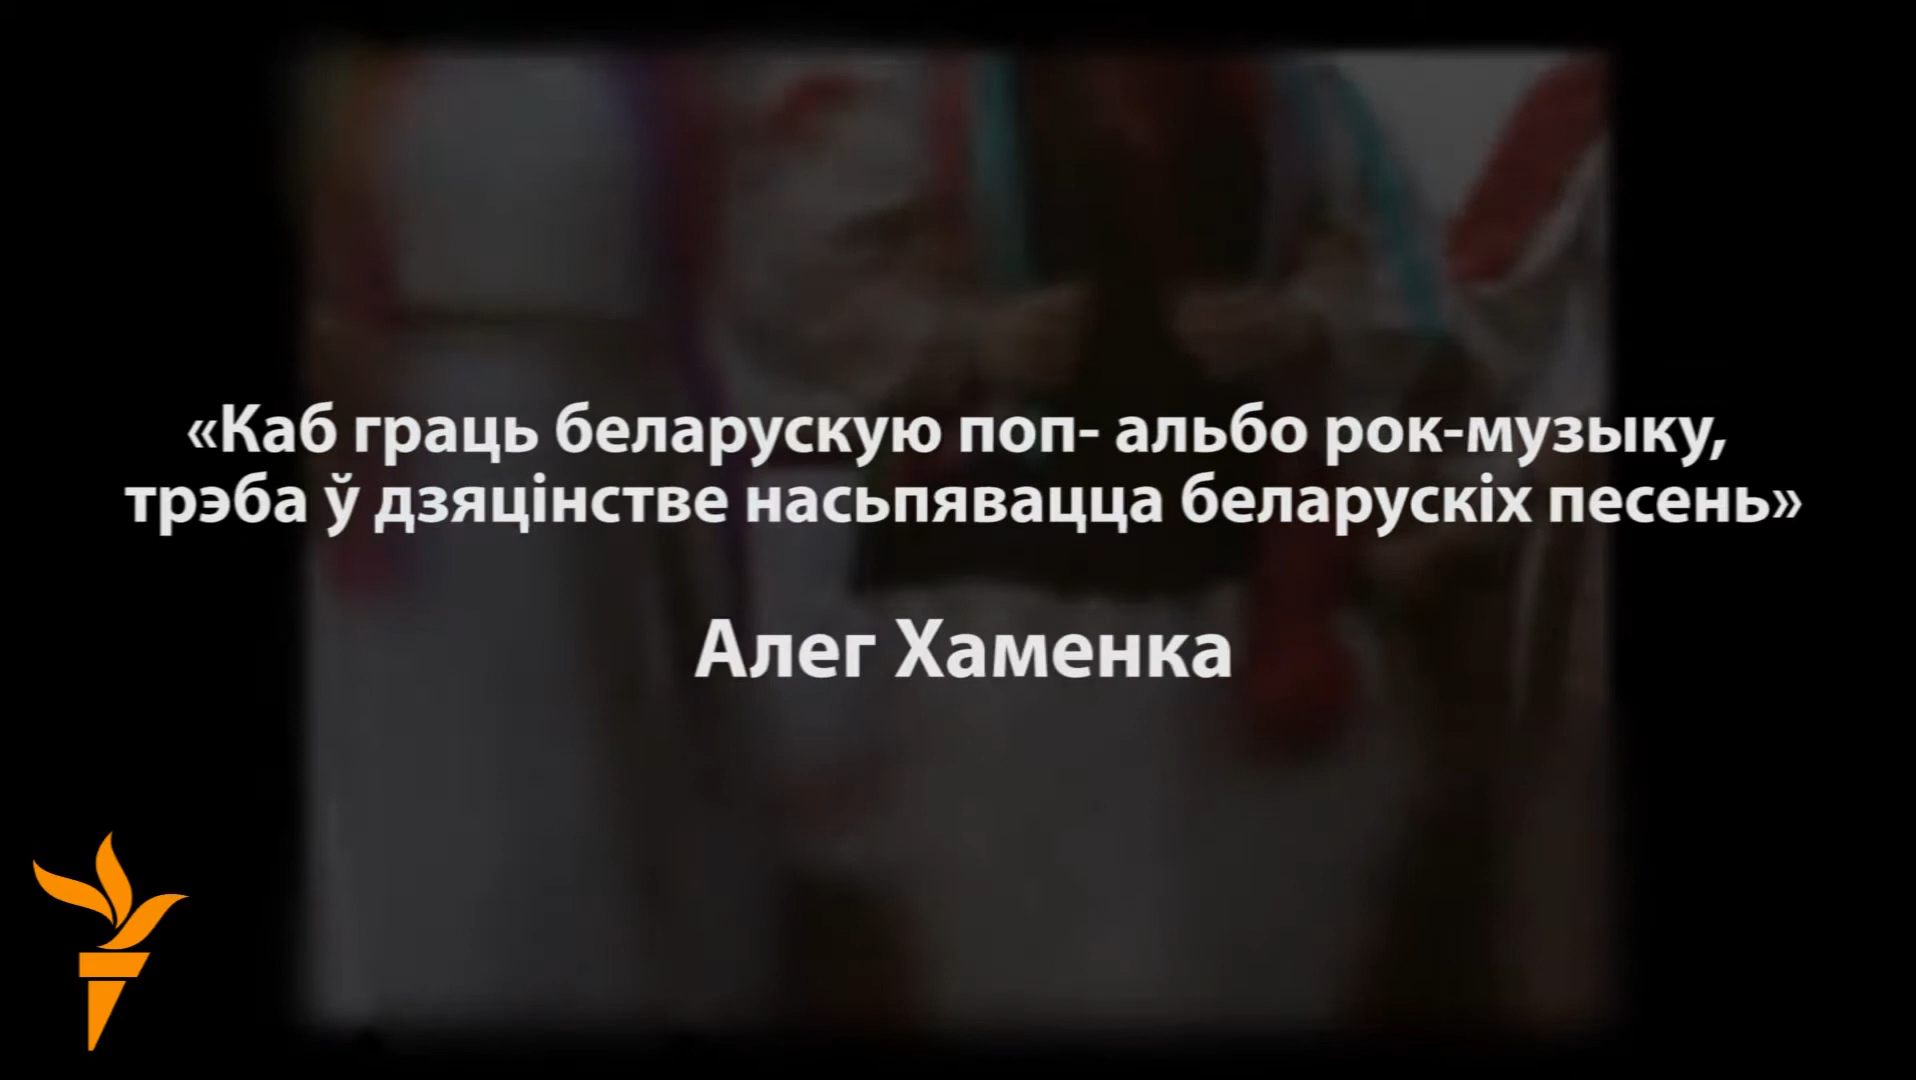 «Каб граць беларускую поп- альбо рок-музыку,
трэба ў дзяцінстве насьпявацца беларускіх песень»
Алег Хаменка